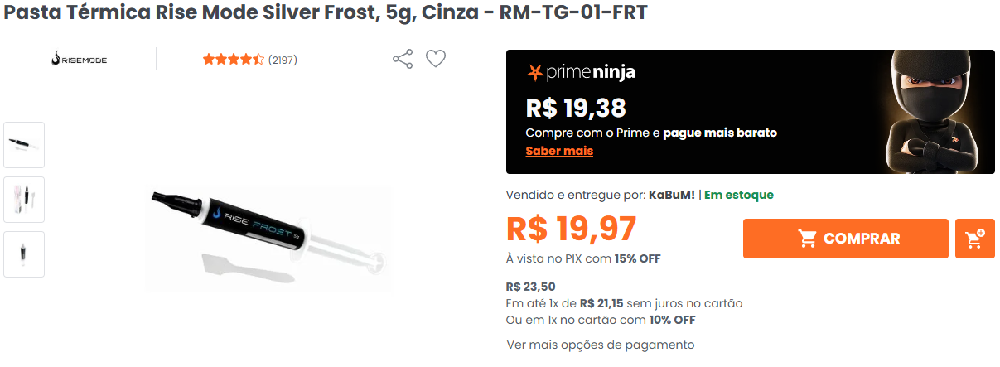 Pasta Térmica Rise Mode Silver Frost, 5g, Cinza - RM-TG-01-FRT
RISEMODE
(2197)
RISE FROST 5g
prime ninja
R$ 19,38
Compre com o Prime e pague mais barato
Saber mais
Vendido e entregue por: KaBuM! | Em estoque
R$ 19,97
COMPRAR
À vista no PIX com 15% OFF
R$ 23,50
Em até 1x de R$ 21,15 sem juros no cartão
Ou em 1x no cartão com 10% OFF
Ver mais opções de pagamento